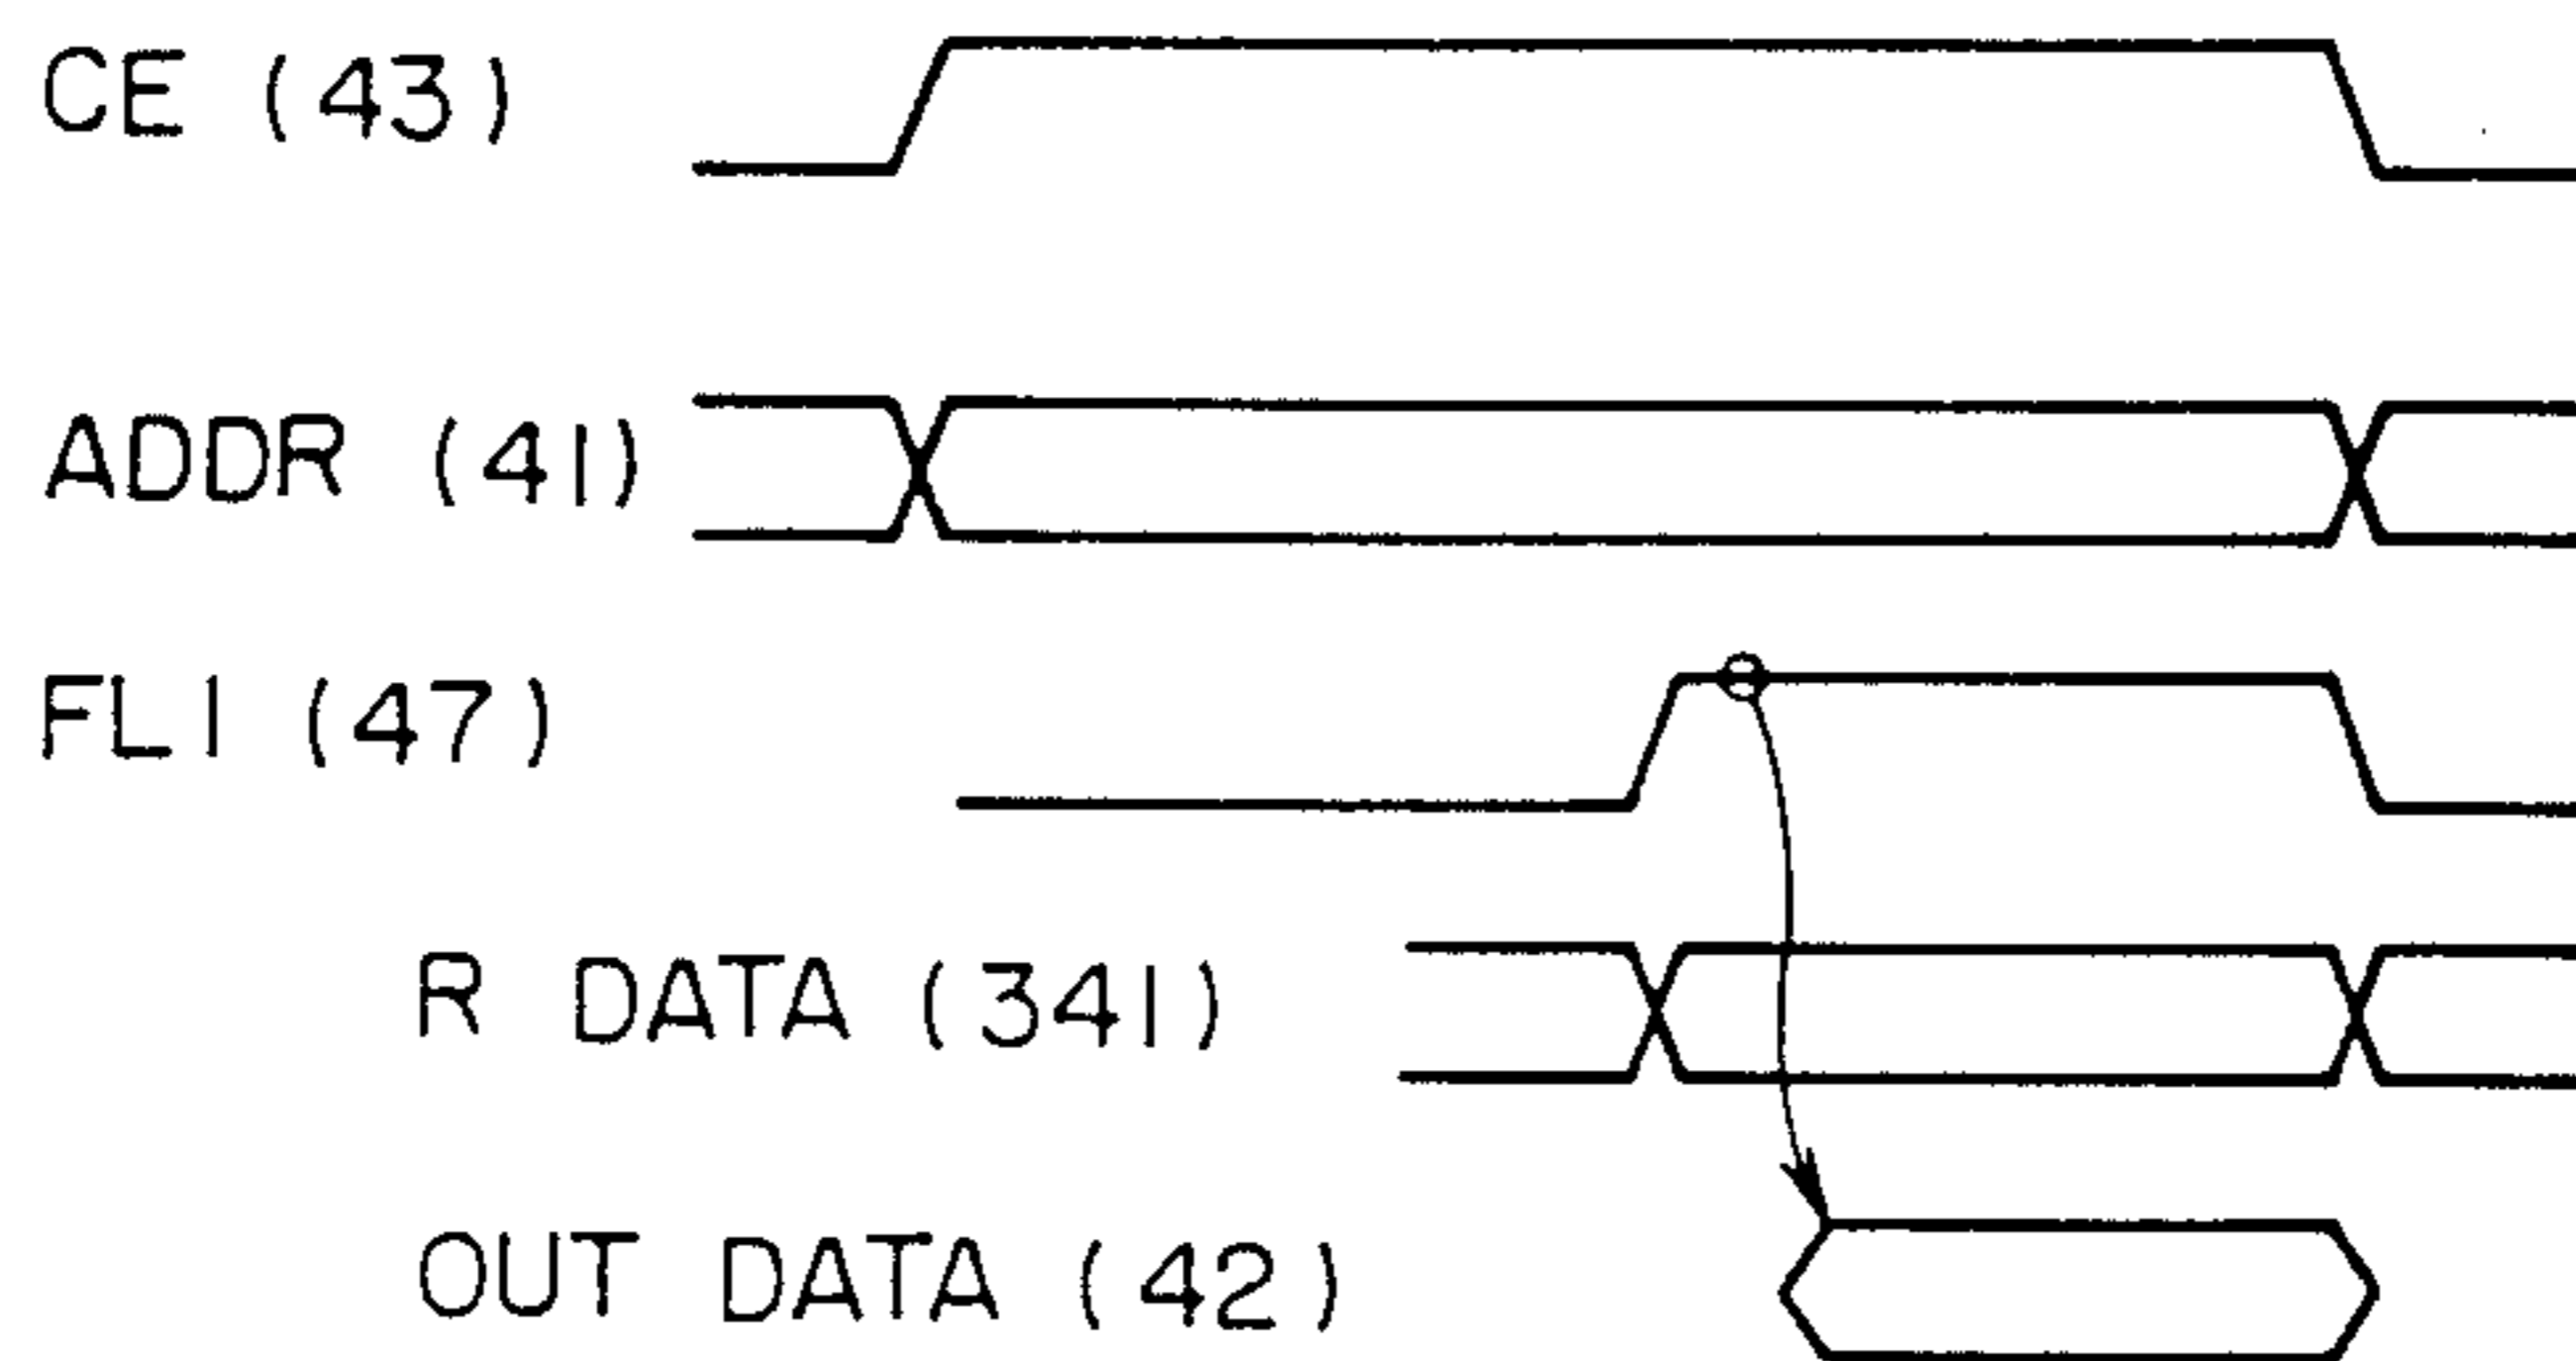 CE (43)
ADDR (41)
FL1 (47)
R DATA (341)
OUT DATA (42)